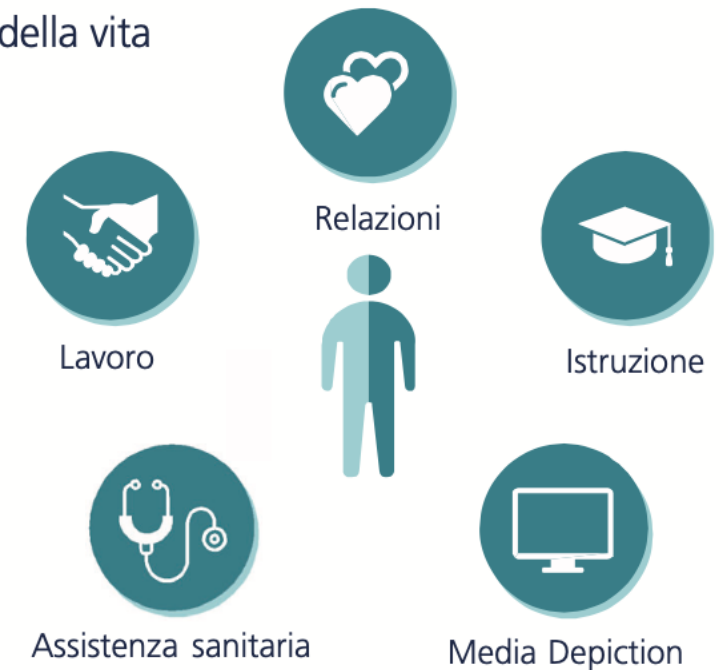 della vita
Relazioni
Lavoro
Istruzione
Assistenza sanitaria
Media Depiction